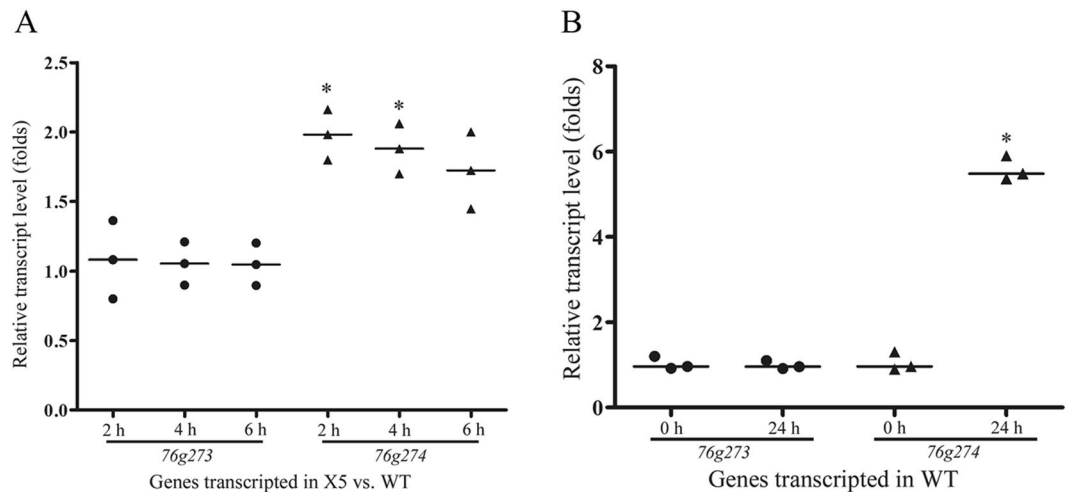 A
Relative transcript level (folds)
2.5
2.0
1.5
1.0
0.5
0.0
*
*
2 h 4 h 6 h 2 h 4 h 6 h
76g273 76g274
Genes transcribed in X5 vs. WT
B
Relative transcript level (folds)
8
6
4
2
0
*
0 h 24 h 0 h 24 h
76g273 76g274
Genes transcribed in WT